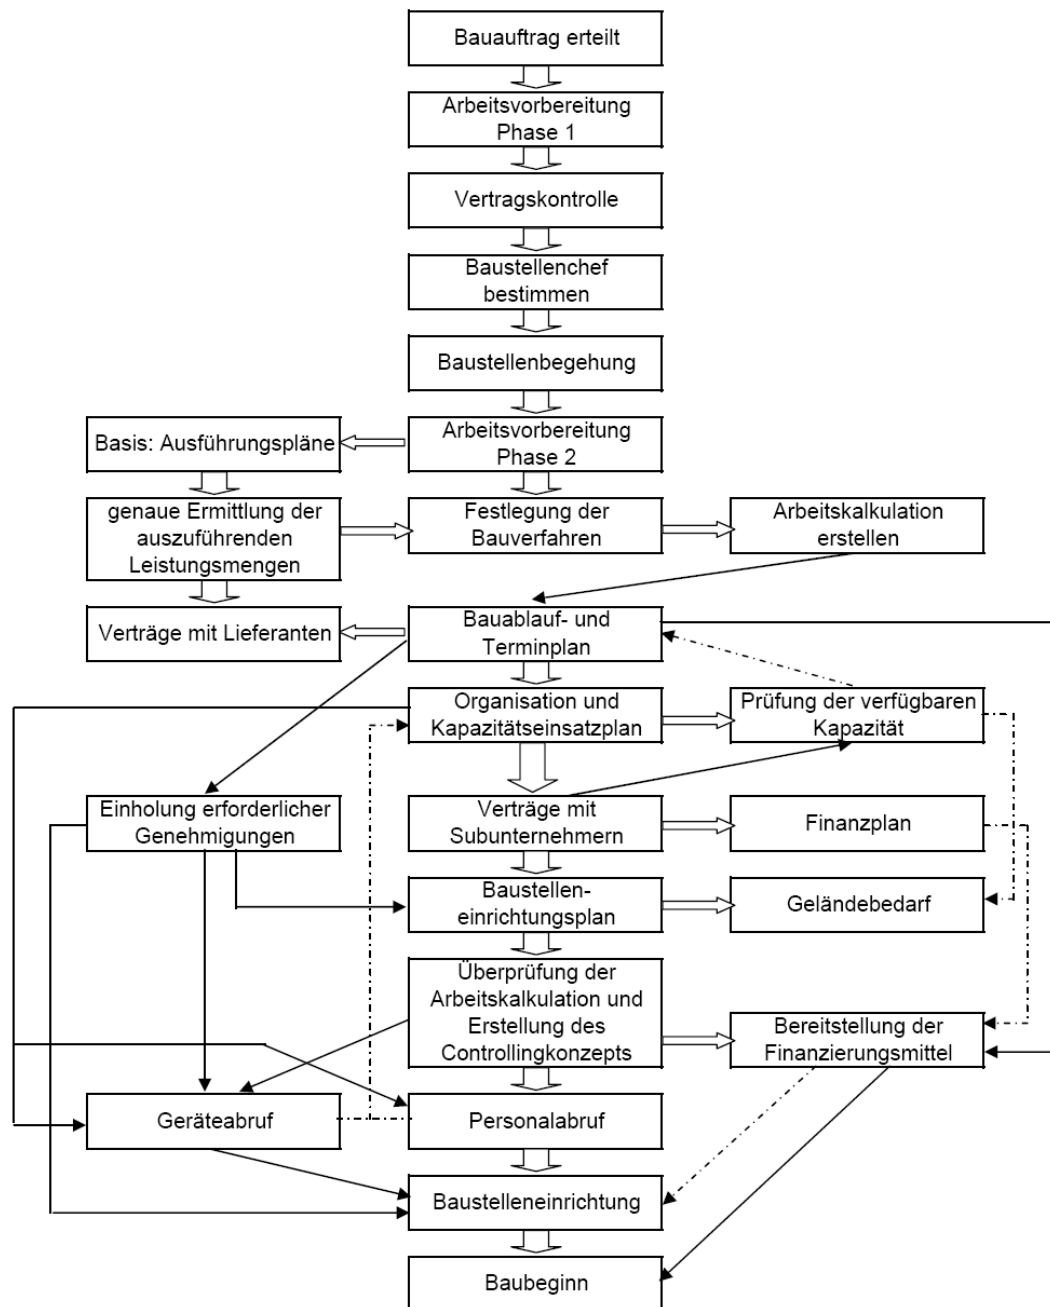 Bauauftrag erteilt
Arbeitsvorbereitung
Phase 1
Vertragskontrolle
Baustellenchef
bestimmen
Baustellenbegehung
Basis: Ausführungspläne
Arbeitsvorbereitung
Phase 2
genaue Ermittlung der
auszuführenden
Leistungsmengen
Festlegung der
Bauverfahren
Arbeitskalkulation
erstellen
Verträge mit Lieferanten
Bauablauf- und
Terminplan
Organisation und
Kapazitätseinsatzplan
Prüfung der verfügbaren
Kapazität
Einholung erforderlicher
Genehmigungen
Verträge mit
Subunternehmern
Finanzplan
Baustellen-
einrichtungsplan
Geländebedarf
Überprüfung der
Arbeitskalkulation und
Erstellung des
Controllingkonzepts
Bereitstellung der
Finanzierungsmittel
Geräteabruf
Personalabruf
Baustelleneinrichtung
Baubeginn